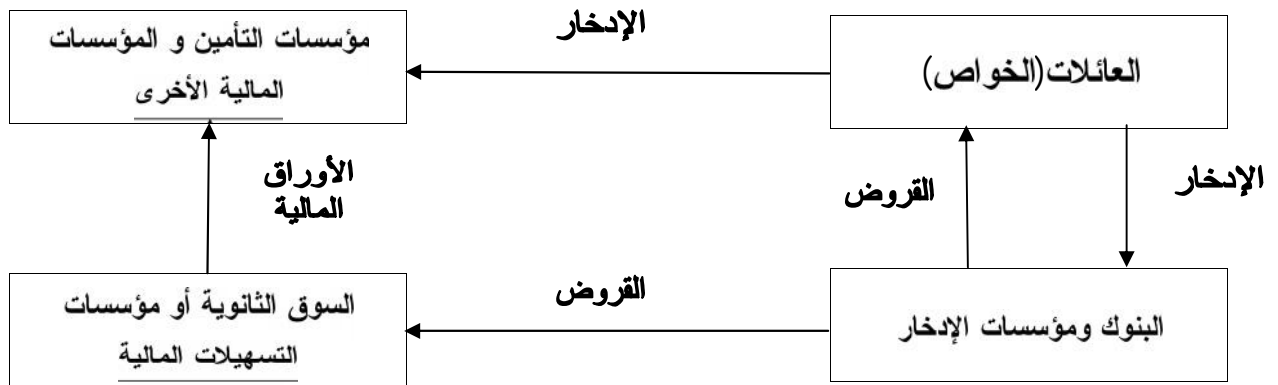 الإدخار
العائلات(الخواص)
مؤسسات التأمين و المؤسسات
المالية الأخرى
الإدخار
القروض
الأوراق
المالية
القروض
البنوك ومؤسسات الإدخار
السوق الثانوية أو مؤسسات
التسهيلات المالية